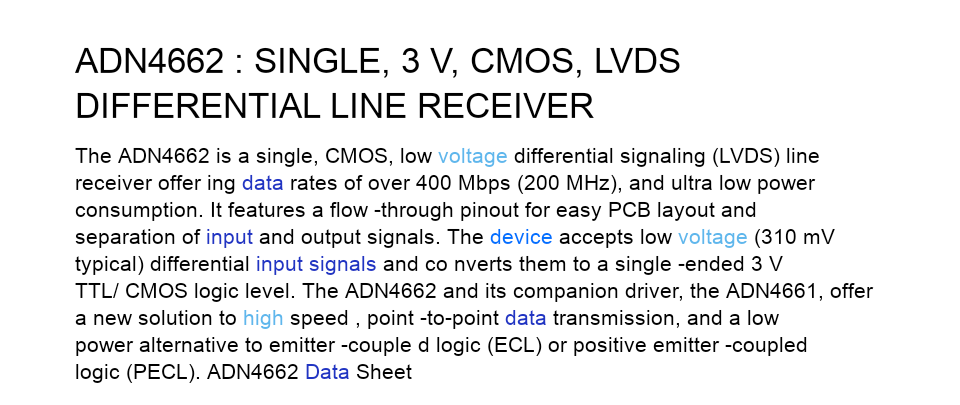 ADN4662 : SINGLE, 3 V, CMOS, LVDS
DIFFERENTIAL LINE RECEIVER
The ADN4662 is a single, CMOS, low voltage differential signaling (LVDS) line
receiver offer ing data rates of over 400 Mbps (200 MHz), and ultra low power
consumption. It features a flow -through pinout for easy PCB layout and
separation of input and output signals. The device accepts low voltage (310 mV
typical) differential input signals and co nverts them to a single -ended 3 V
TTL/ CMOS logic level. The ADN4662 and its companion driver, the ADN4661, offer
a new solution to high speed , point -to-point data transmission, and a low
power alternative to emitter -couple d logic (ECL) or positive emitter -coupled
logic (PECL). ADN4662 Data Sheet